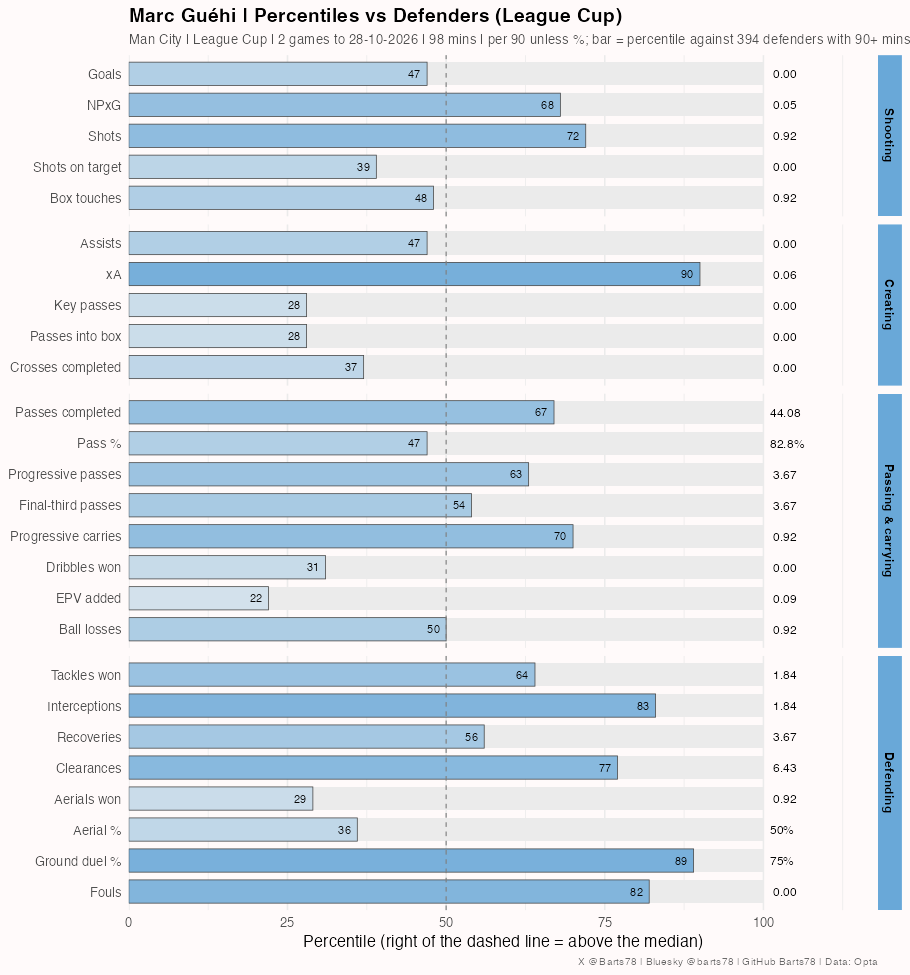 Marc Guéhi | Percentiles vs Defenders (League Cup)
Man City | League Cup | 2 games to 28-10-2026 | 98 mins | per 90 unless %; bar = percentile against 394 defenders with 90+ mins
Goals 47 0.00
NPxG 68 0.05
Shots 72 0.92
Shots on target 39 0.00
Box touches 48 0.92
Shooting
Assists 47 0.00
xA 90 0.06
Key passes 28 0.00
Passes into box 28 0.00
Crosses completed 37 0.00
Creating
Passes completed 67 44.08
Pass % 47 82.8%
Progressive passes 63 3.67
Final-third passes 54 3.67
Progressive carries 70 0.92
Dribbles won 31 0.00
EPV added 22 0.09
Ball losses 50 0.92
Passing & carrying
Tackles won 64 1.84
Interceptions 83 1.84
Recoveries 56 3.67
Clearances 77 6.43
Aerials won 29 0.92
Aerial % 36 50%
Ground duel % 89 75%
Fouls 82 0.00
Defending
0 25 50 75 100
Percentile (right of the dashed line = above the median)
X @Barts78 | Bluesky @barts78 | GitHub Barts78 | Data: Opta